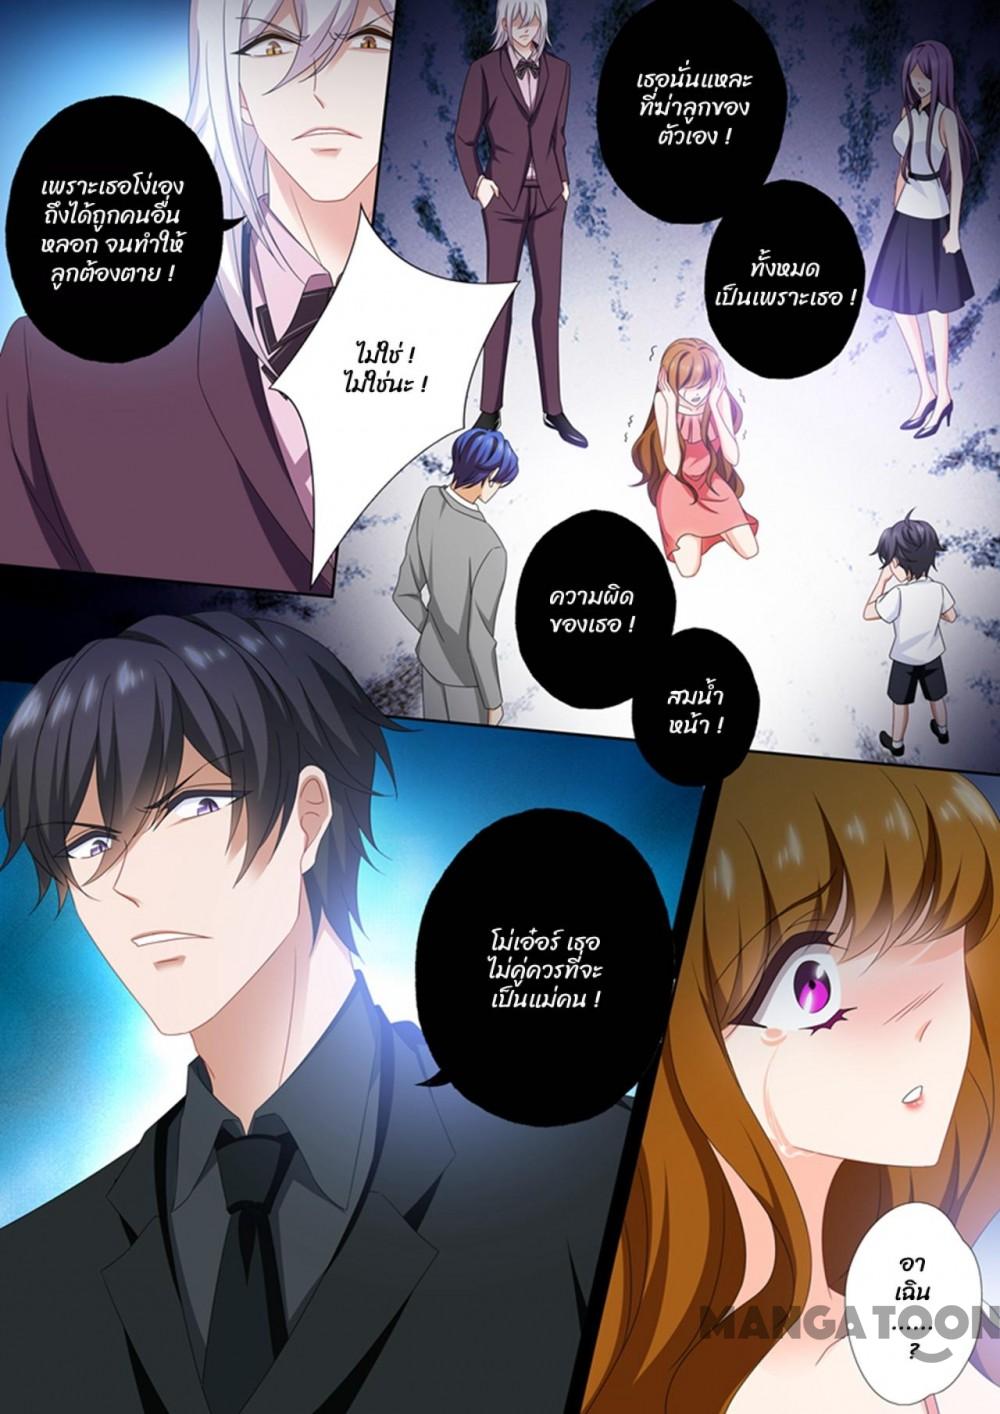 เธอนั่นแหละ
ที่ฆ่าลูกของ
ตัวเอง !
เพราะเธอโง่เอง
ถึงได้ถูกคนอื่น
หลอก จนทำให้
ลูกต้องตาย !
ทั้งหมด
เป็นเพราะเธอ !
ไม่ใช่ !
ไม่ใช่นะ !
ความผิด
ของเธอ !
สมน้ำ
หน้า !
โม่เอ๋อร์ เธอ
ไม่คู่ควรที่จะ
เป็นแม่คน !
อา
เฉิน
......
?
MANGATOON